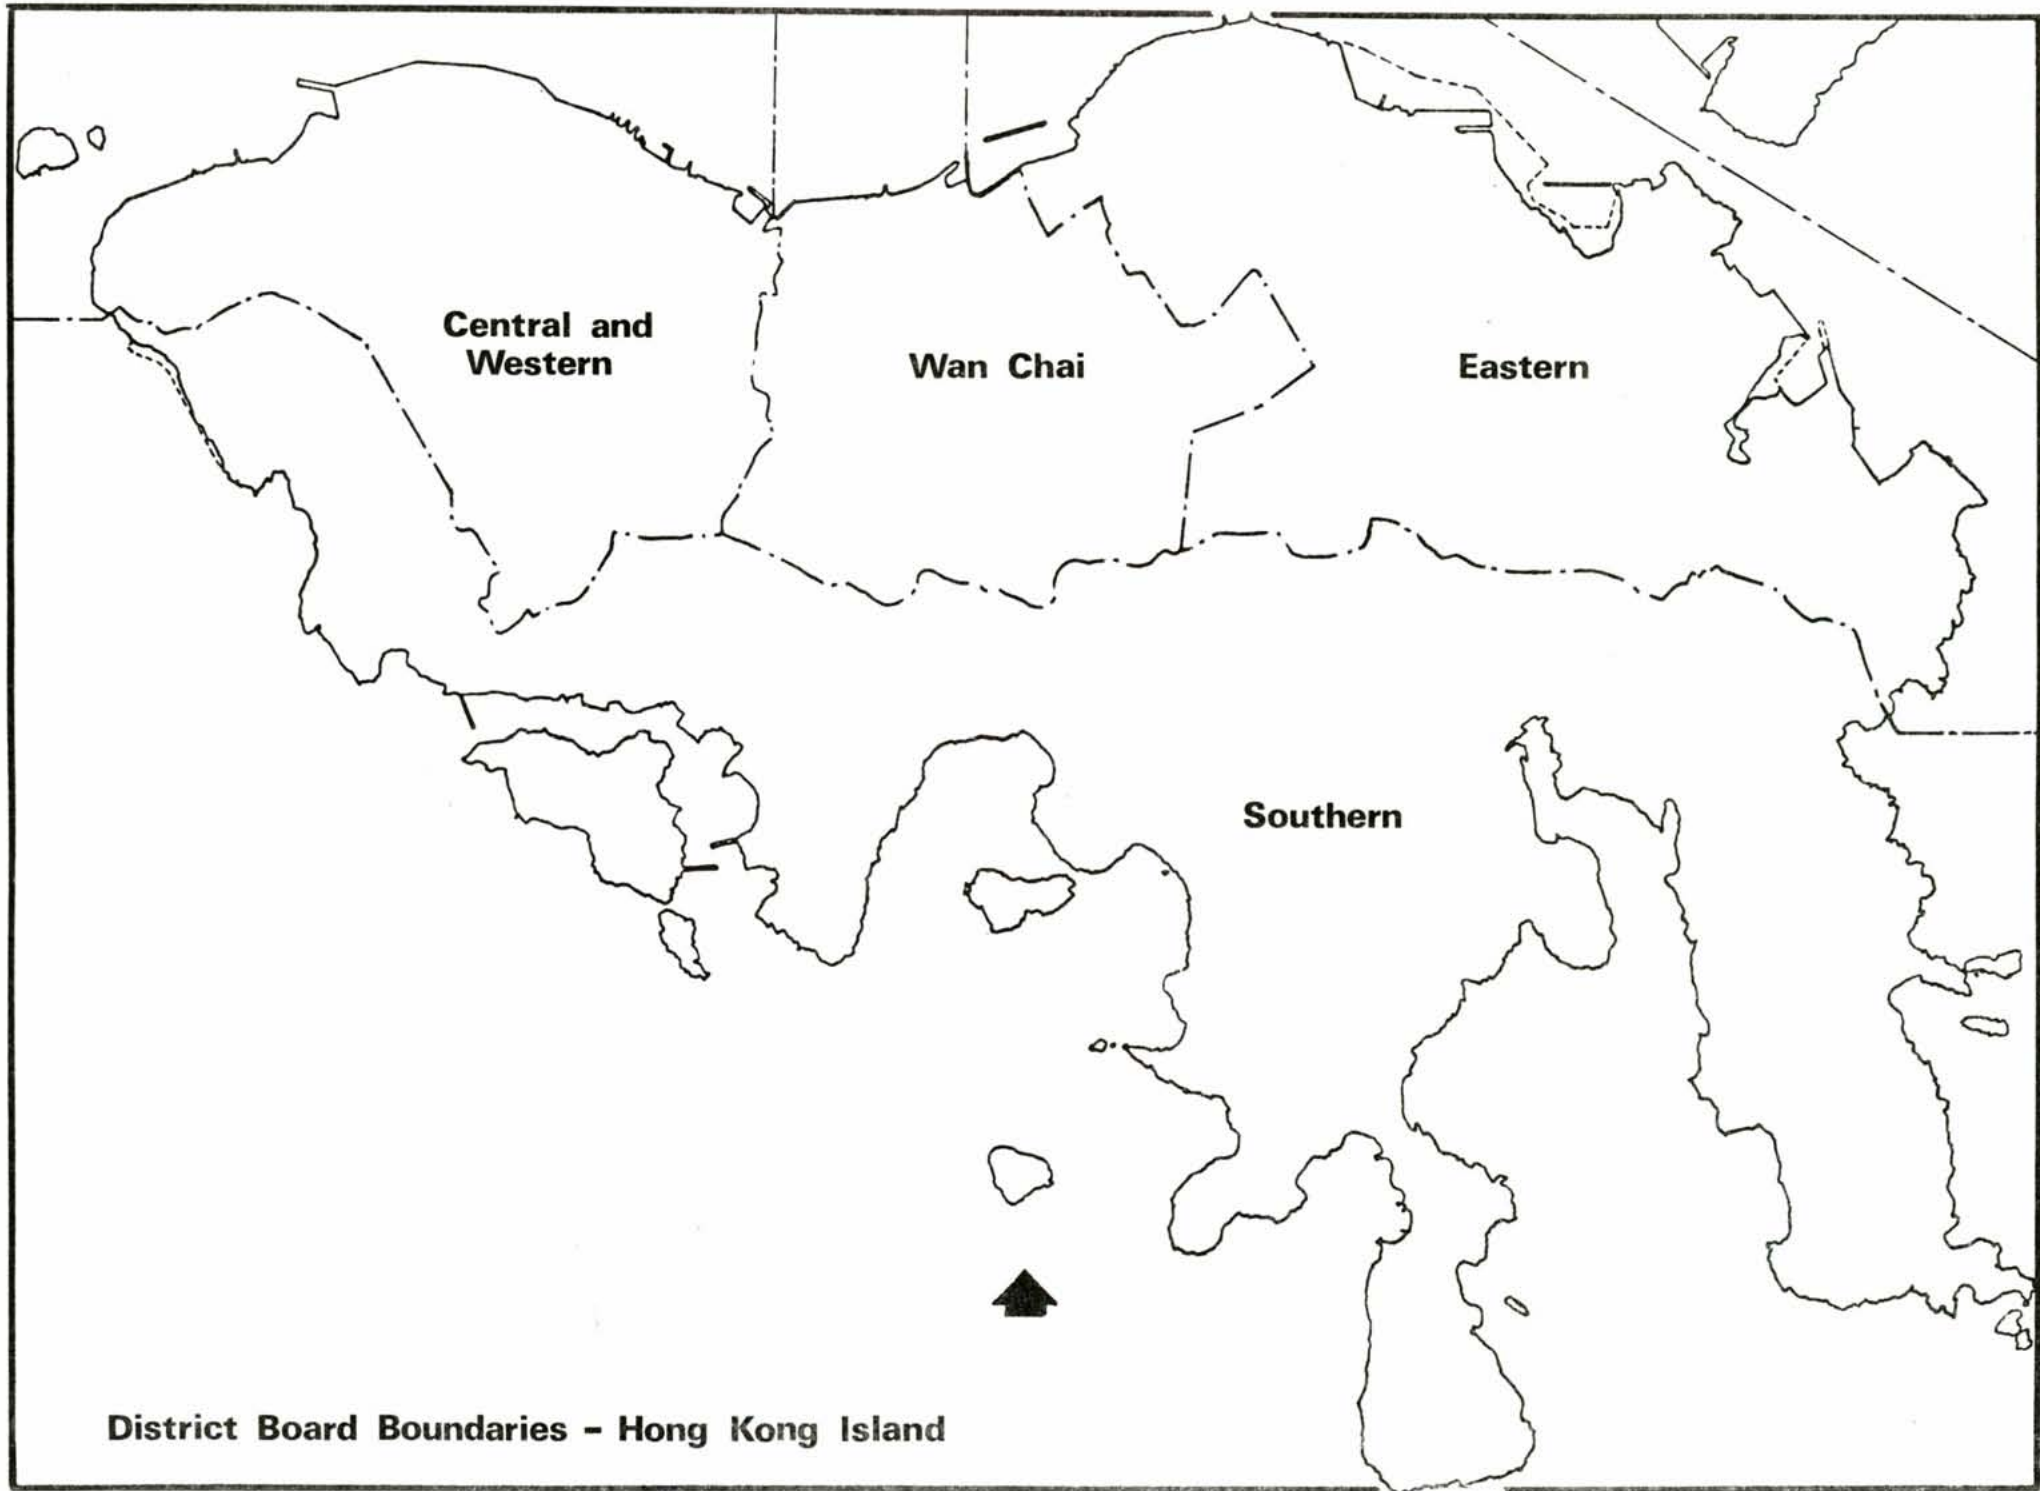 Central and
Western
Wan Chai
Eastern
Southern
District Board Boundaries - Hong Kong Island